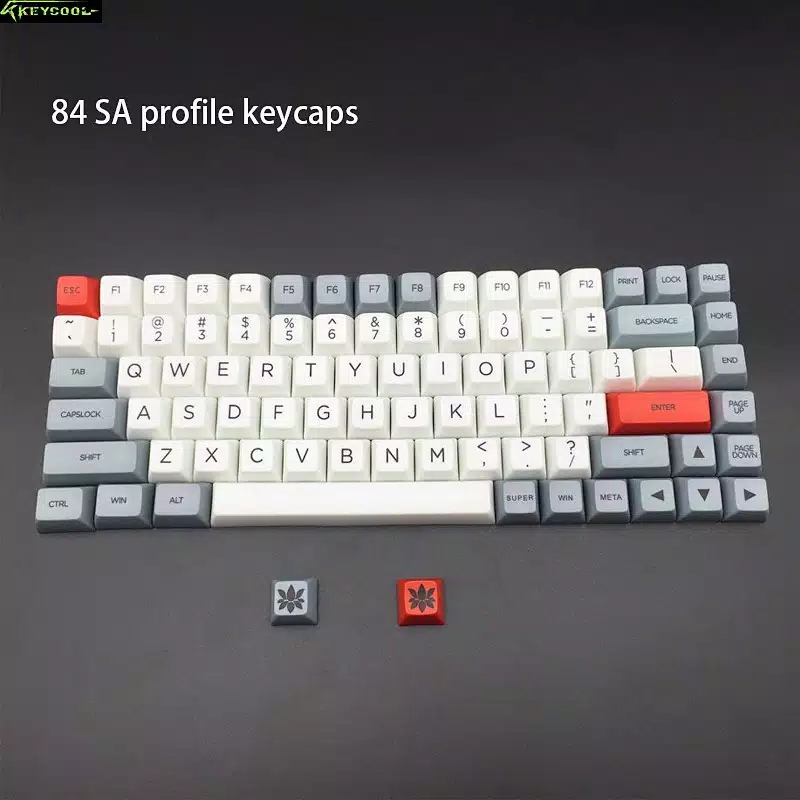 KEYCOOL
84 SA profile keycaps
ESC F1 F2 F3 F4 F5 F6 F7 F8 F9 F10 F11 F12 PRINT LOCK PAUSE
~ ! @ # $ % ^ & * ( ) — +
` 1 2 3 4 5 6 7 8 9 0 - = BACKSPACE HOME
TAB Q W E R T Y U I O P { } | END
[ ] \
CAPSLOCK A S D F G H J K L : " ENTER PAGE UP
; '
SHIFT Z X C V B N M < > ? SHIFT ▲ PAGE DOWN
, . /
CTRL WIN ALT SUPER WIN META ◀ ▼ ▶